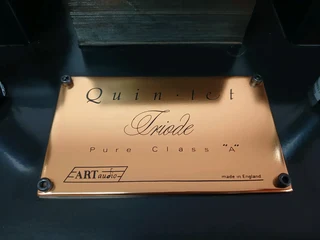 Quin·tet
Triode
Pure Class "A"
ART audio
made in England